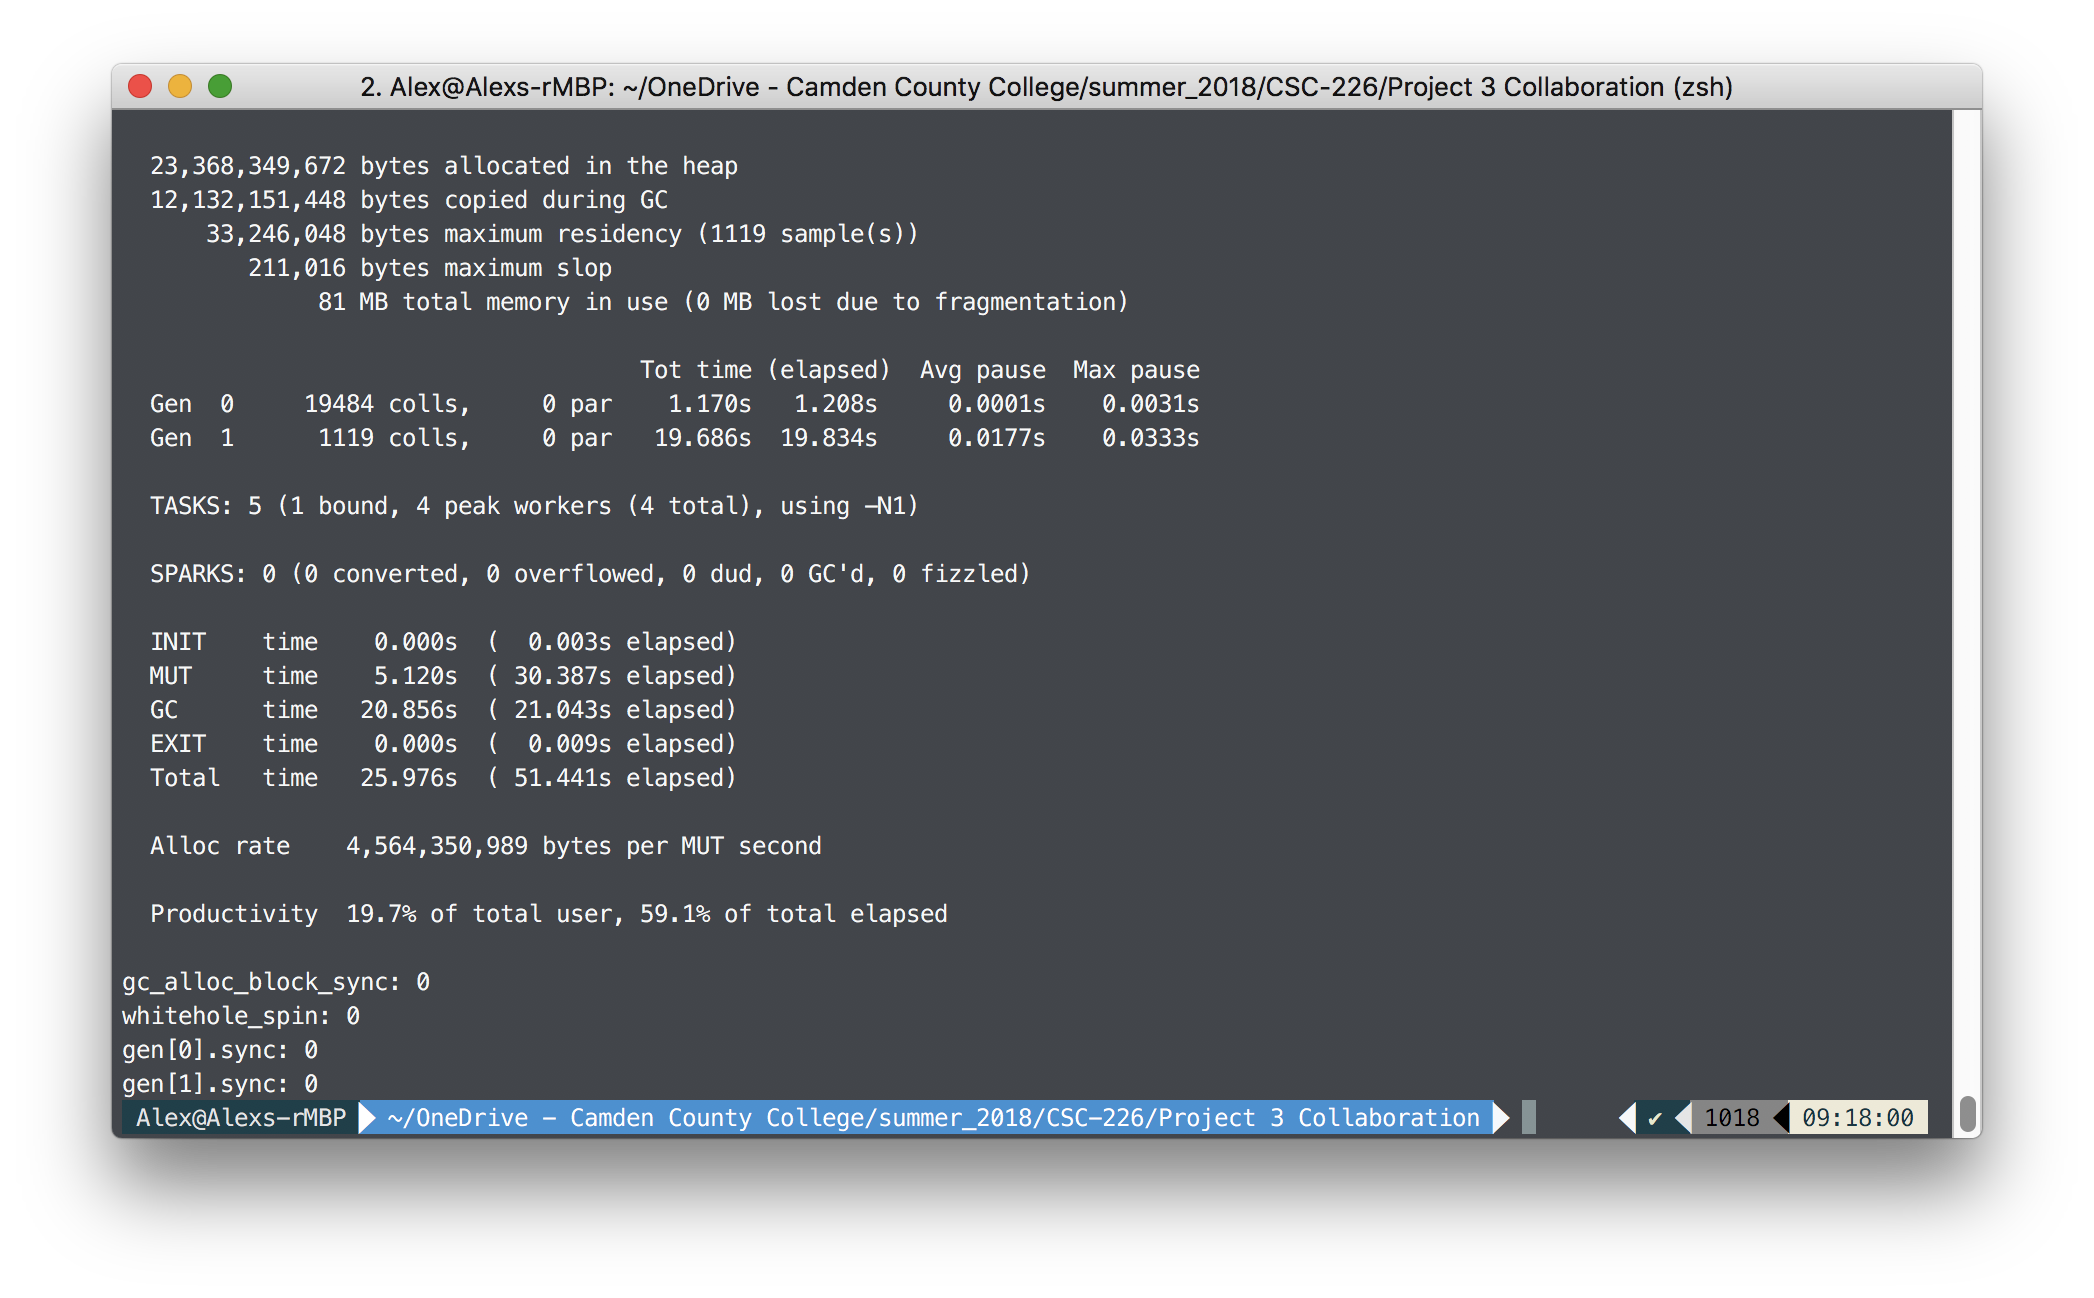 2. Alex@Alexs-rMBP: ~/OneDrive - Camden County College/summer_2018/CSC-226/Project 3 Collaboration (zsh)
23,368,349,672 bytes allocated in the heap
12,132,151,448 bytes copied during GC
33,246,048 bytes maximum residency (1119 sample(s))
211,016 bytes maximum slop
81 MB total memory in use (0 MB lost due to fragmentation)
Tot time (elapsed)  Avg pause  Max pause
Gen  0     19484 colls,     0 par    1.170s   1.208s     0.0001s    0.0031s
Gen  1      1119 colls,     0 par   19.686s  19.834s     0.0177s    0.0333s
TASKS: 5 (1 bound, 4 peak workers (4 total), using -N1)
SPARKS: 0 (0 converted, 0 overflowed, 0 dud, 0 GC'd, 0 fizzled)
INIT    time    0.000s  (  0.003s elapsed)
MUT     time    5.120s  ( 30.387s elapsed)
GC      time   20.856s  ( 21.043s elapsed)
EXIT    time    0.000s  (  0.009s elapsed)
Total   time   25.976s  ( 51.441s elapsed)
Alloc rate    4,564,350,989 bytes per MUT second
Productivity  19.7% of total user, 59.1% of total elapsed
gc_alloc_block_sync: 0
whitehole_spin: 0
gen[0].sync: 0
gen[1].sync: 0
Alex@Alexs-rMBP ~/OneDrive - Camden County College/summer_2018/CSC-226/Project 3 Collaboration ✔ 1018 09:18:00